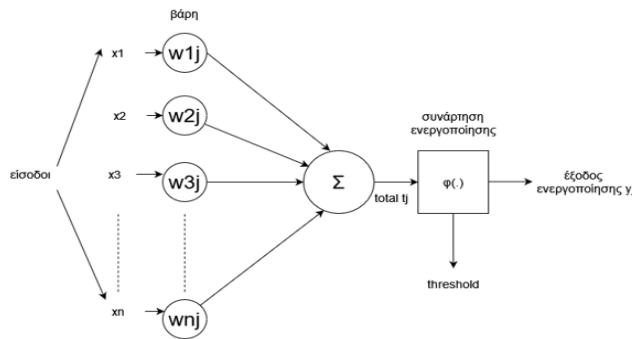 βάρη
x1
w1j
x2
w2j
x3
w3j
xn
wnj
είσοδοι
Σ
total tj
συνάρτηση
ενεργοποίησης
φ(.)
threshold
έξοδος
ενεργοποίησης y